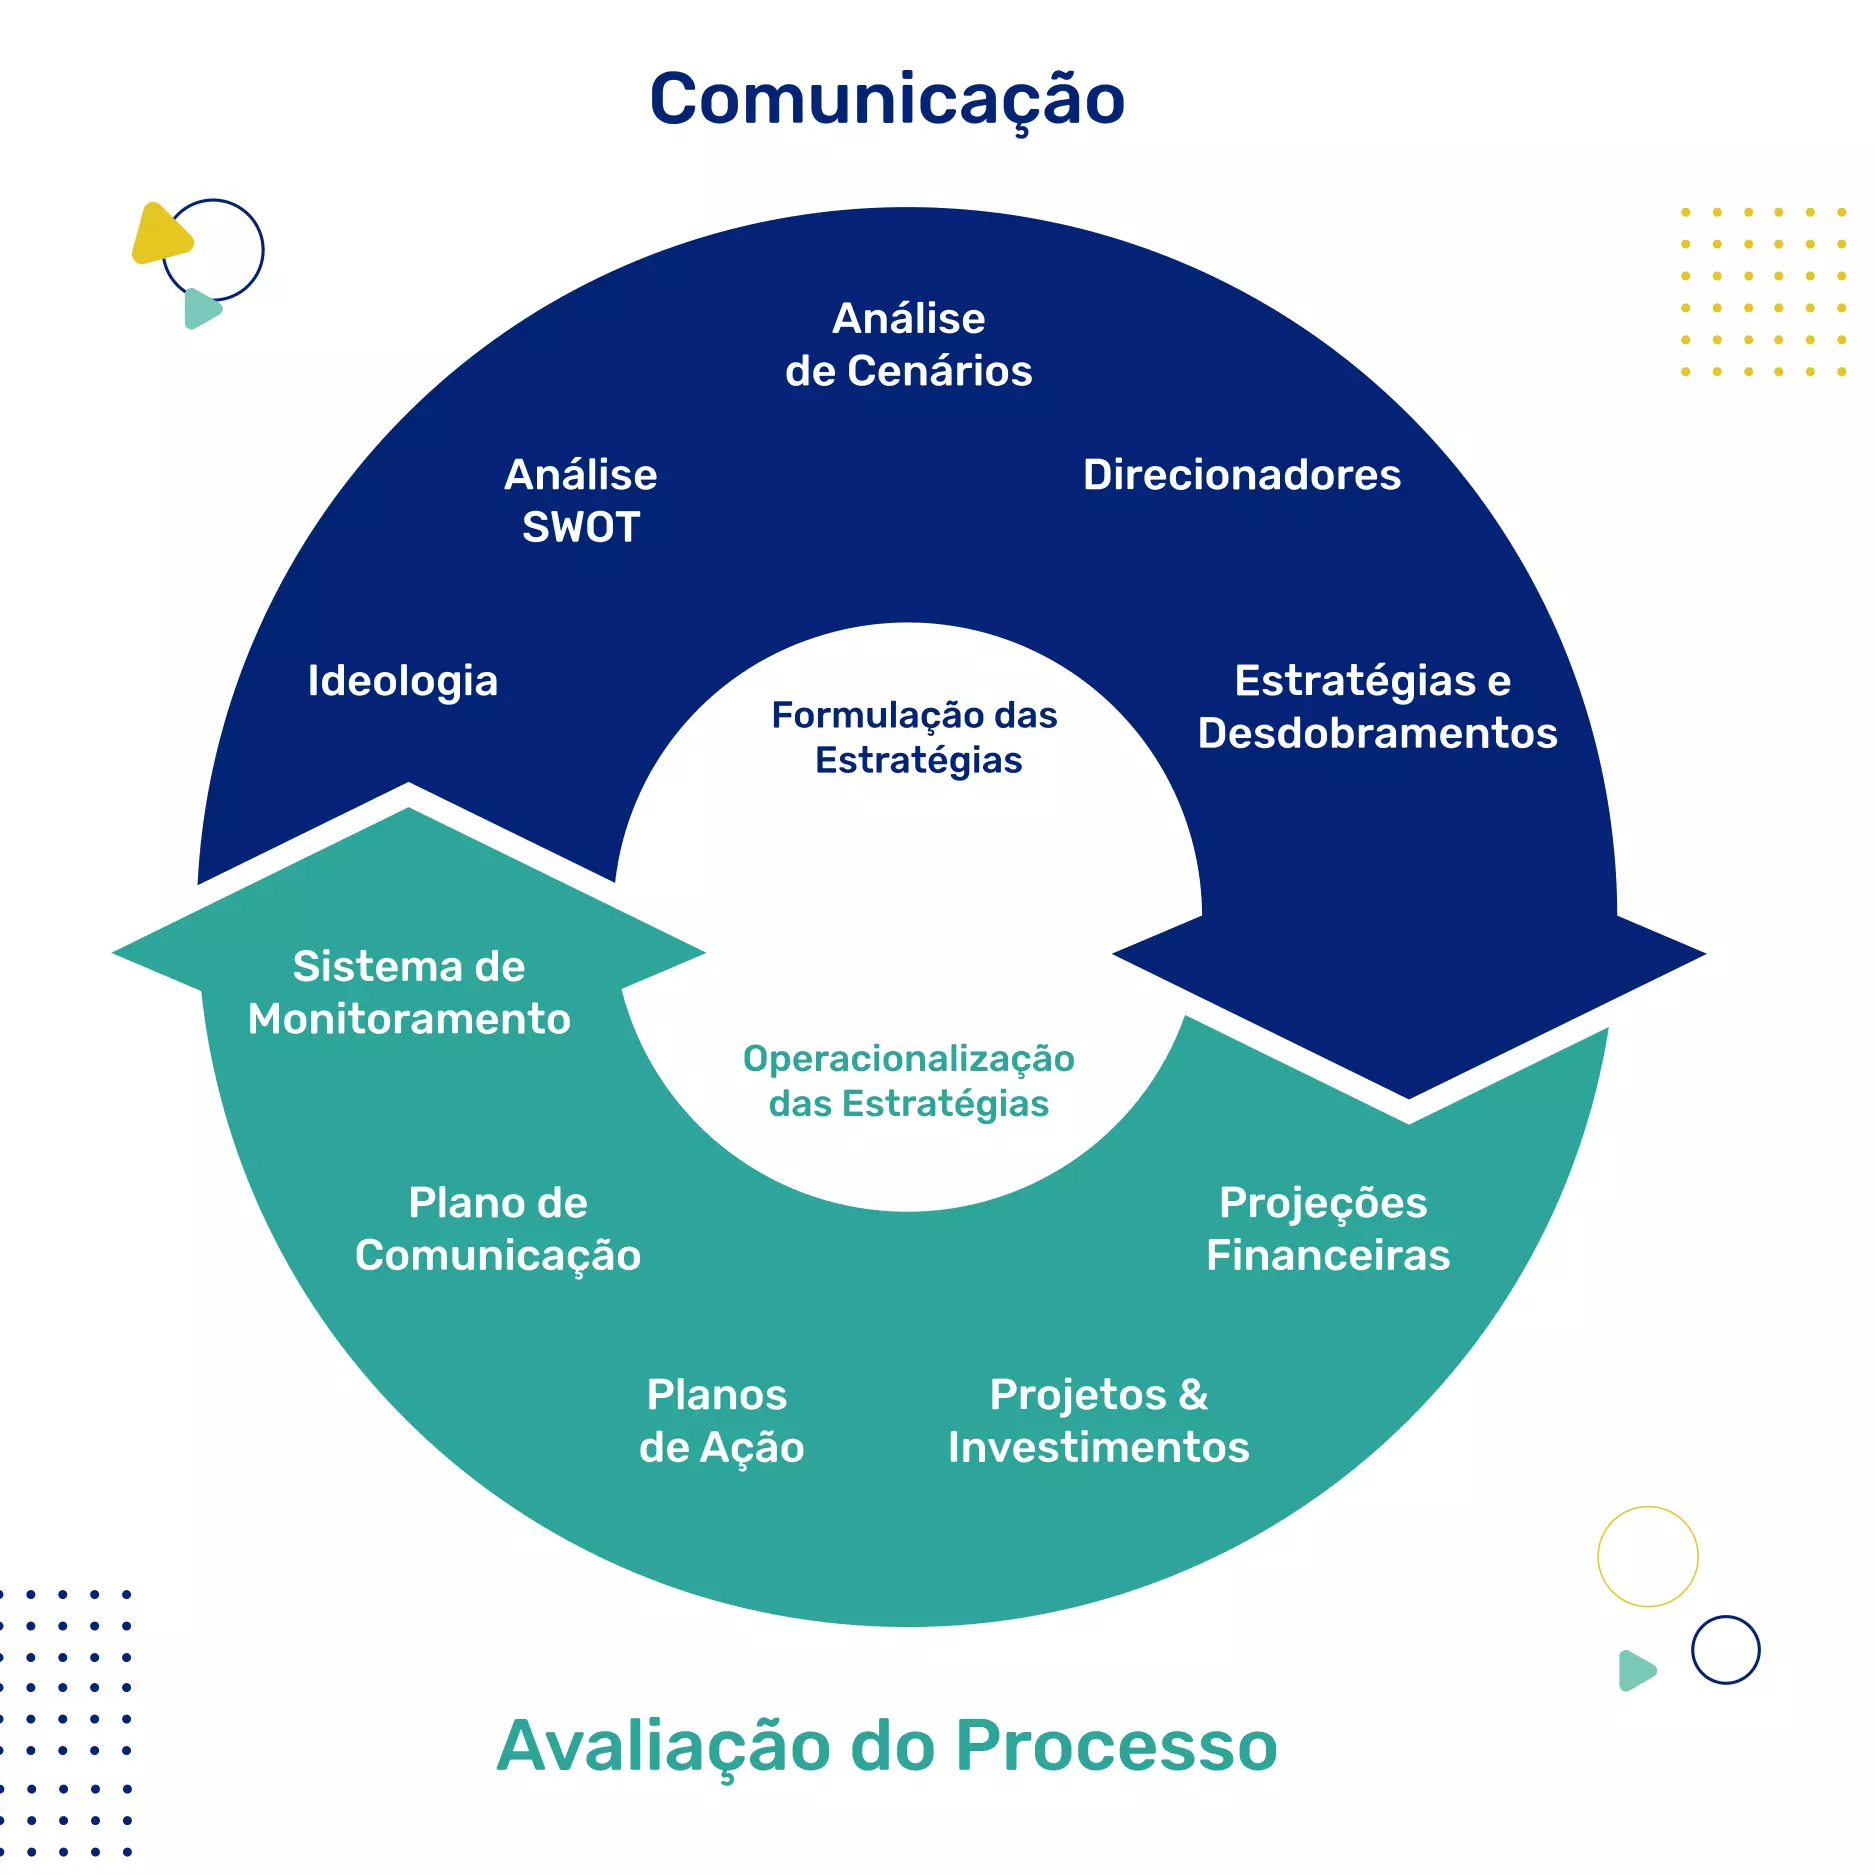 Comunicação
Análise
de Cenários
Análise
SWOT
Direcionadores
Ideologia
Estratégias e
Desdobramentos
Formulação das
Estratégias
Sistema de
Monitoramento
Operacionalização
das Estratégias
Plano de
Comunicação
Projeções
Financeiras
Planos
de Ação
Projetos &
Investimentos
Avaliação do Processo